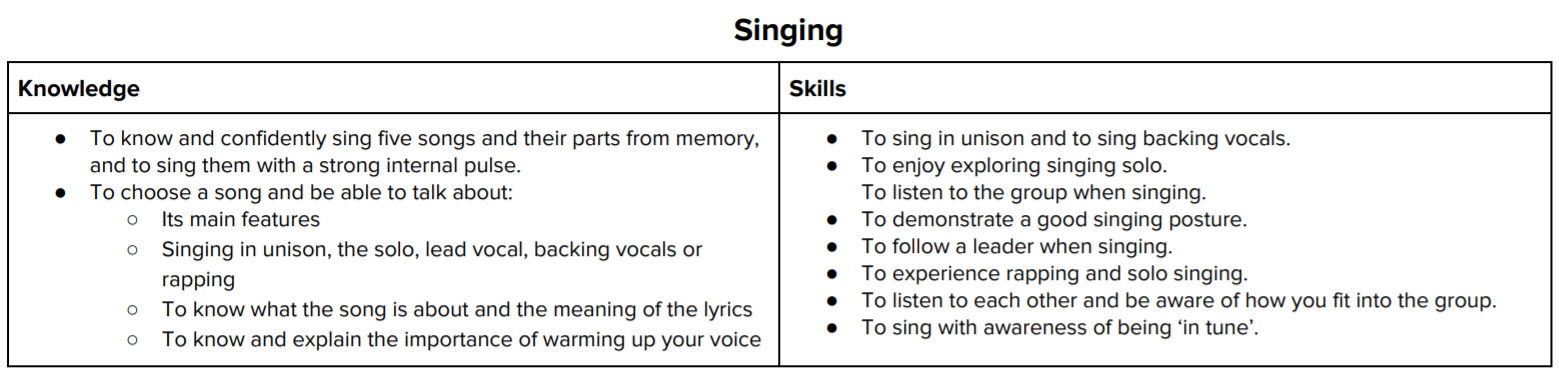 Singing
Knowledge
● To know and confidently sing five songs and their parts from memory,
and to sing them with a strong internal pulse.
● To choose a song and be able to talk about:
○ Its main features
○ Singing in unison, the solo, lead vocal, backing vocals or
rapping
○ To know what the song is about and the meaning of the lyrics
○ To know and explain the importance of warming up your voice
Skills
● To sing in unison and to sing backing vocals.
● To enjoy exploring singing solo.
To listen to the group when singing.
● To demonstrate a good singing posture.
● To follow a leader when singing.
● To experience rapping and solo singing.
● To listen to each other and be aware of how you fit into the group.
● To sing with awareness of being ‘in tune’.